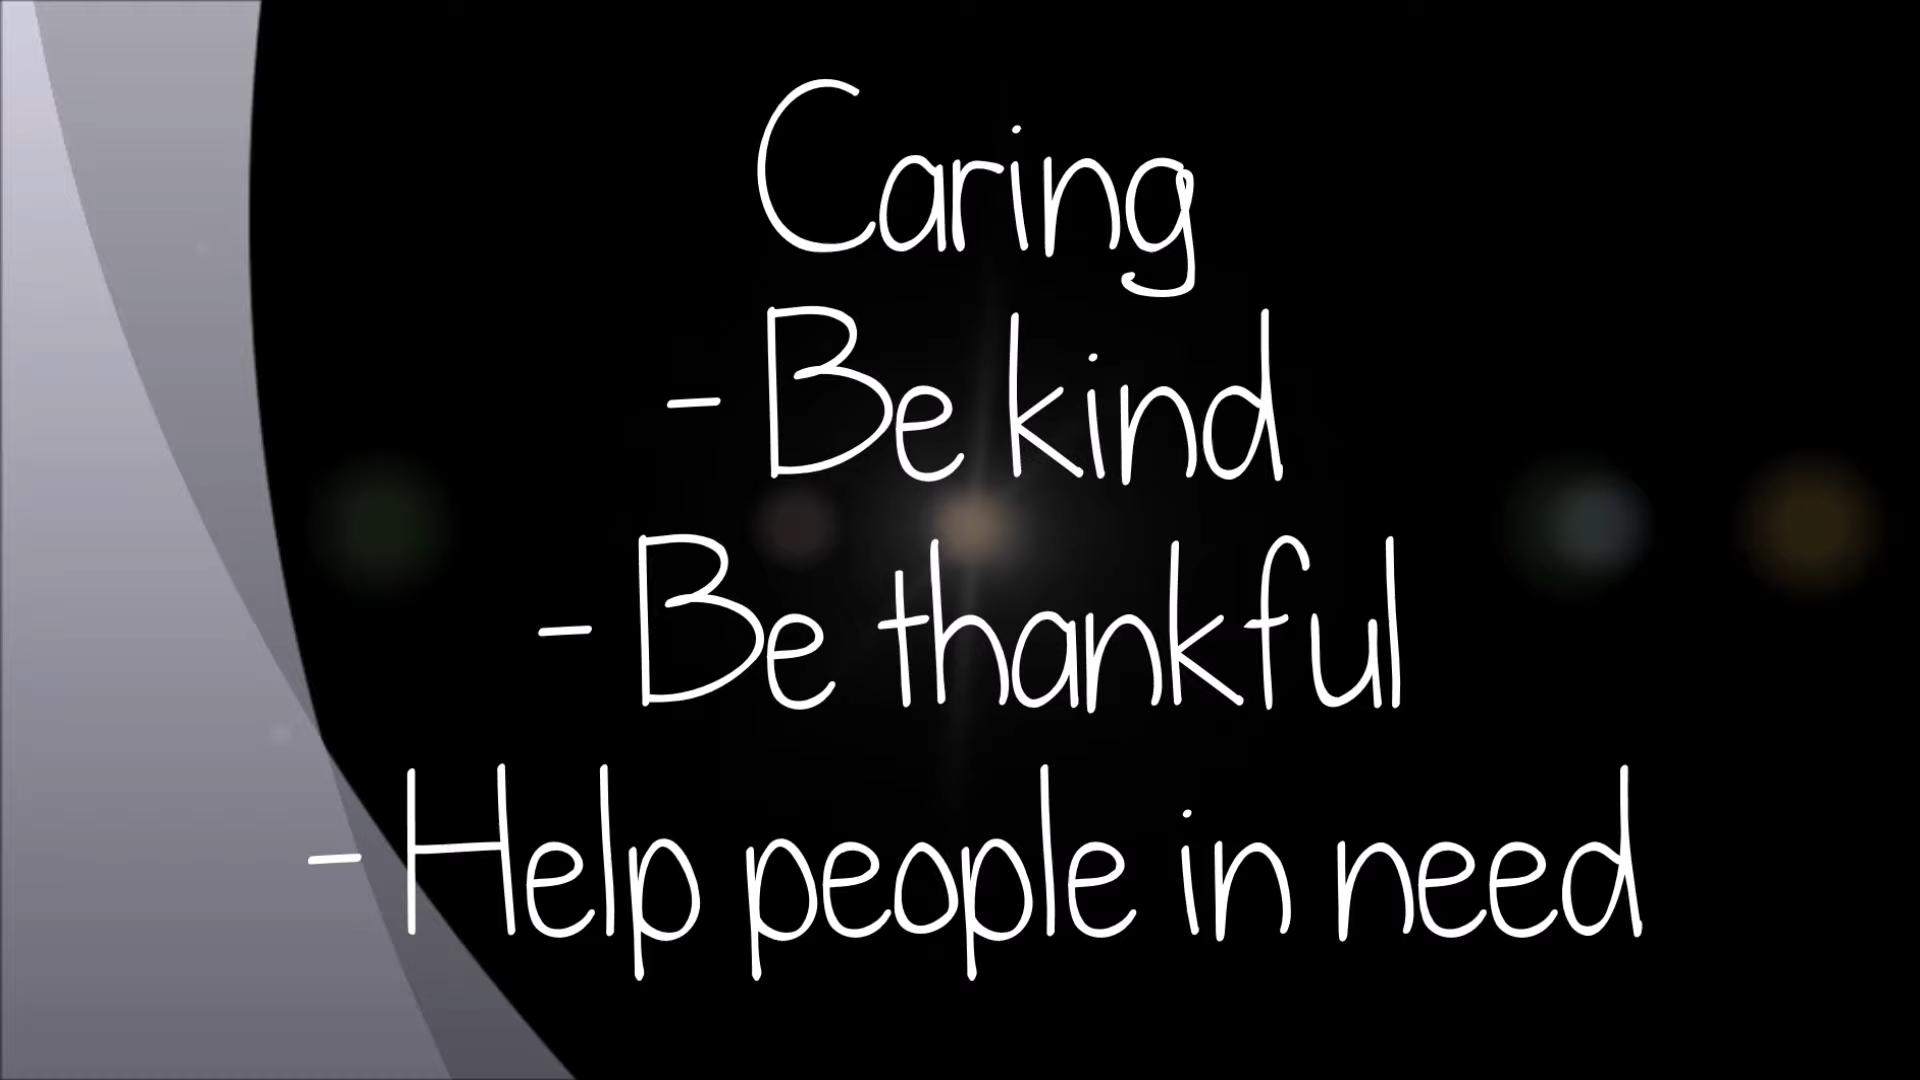 Caring
- Be kind
- Be thankful
- Help people in need